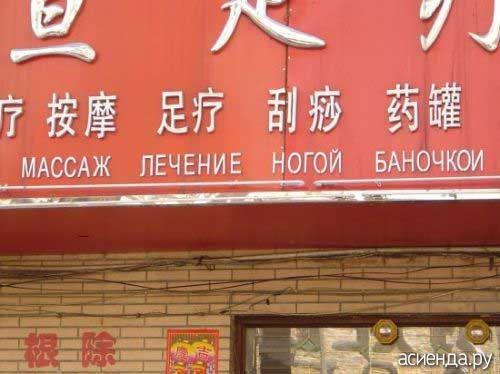 疗 按摩 足疗 刮痧 药罐
МАССАЖ ЛЕЧЕНИЕ НОГОЙ БАНОЧКОИ
根除
асиенда.ру